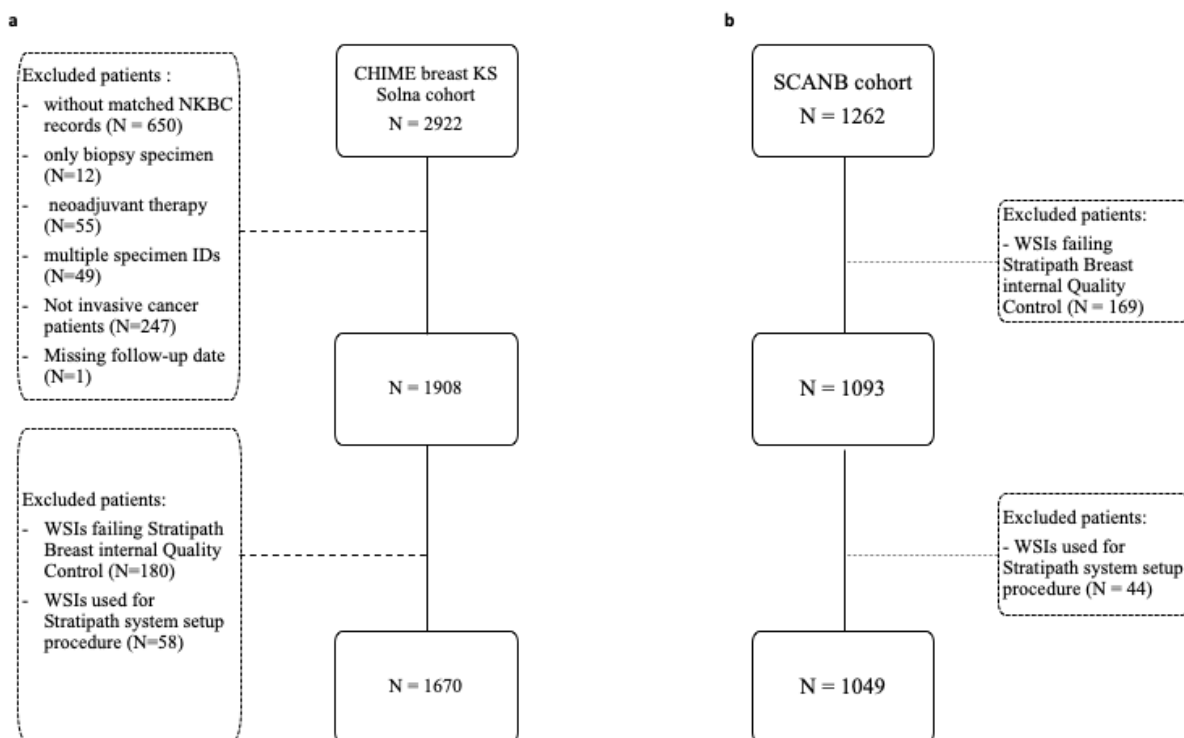 a
Excluded patients :
- without matched NKBC
records (N = 650)
- only biopsy specimen
(N=12)
- neoadjuvant therapy
(N=55)
- multiple specimen IDs
(N=49)
- Not invasive cancer
patients (N=247)
- Missing follow-up date
(N=1)
CHIME breast KS
Solna cohort
N = 2922
N = 1908
Excluded patients:
- WSIs failing Stratipath
Breast internal Quality
Control (N=180)
- WSIs used for
Stratipath system setup
procedure (N=58)
N = 1670
b
SCANB cohort
N = 1262
Excluded patients:
- WSIs failing
Stratipath Breast
internal Quality
Control (N = 169)
N = 1093
Excluded patients:
- WSIs used for
Stratipath system setup
procedure (N = 44)
N = 1049